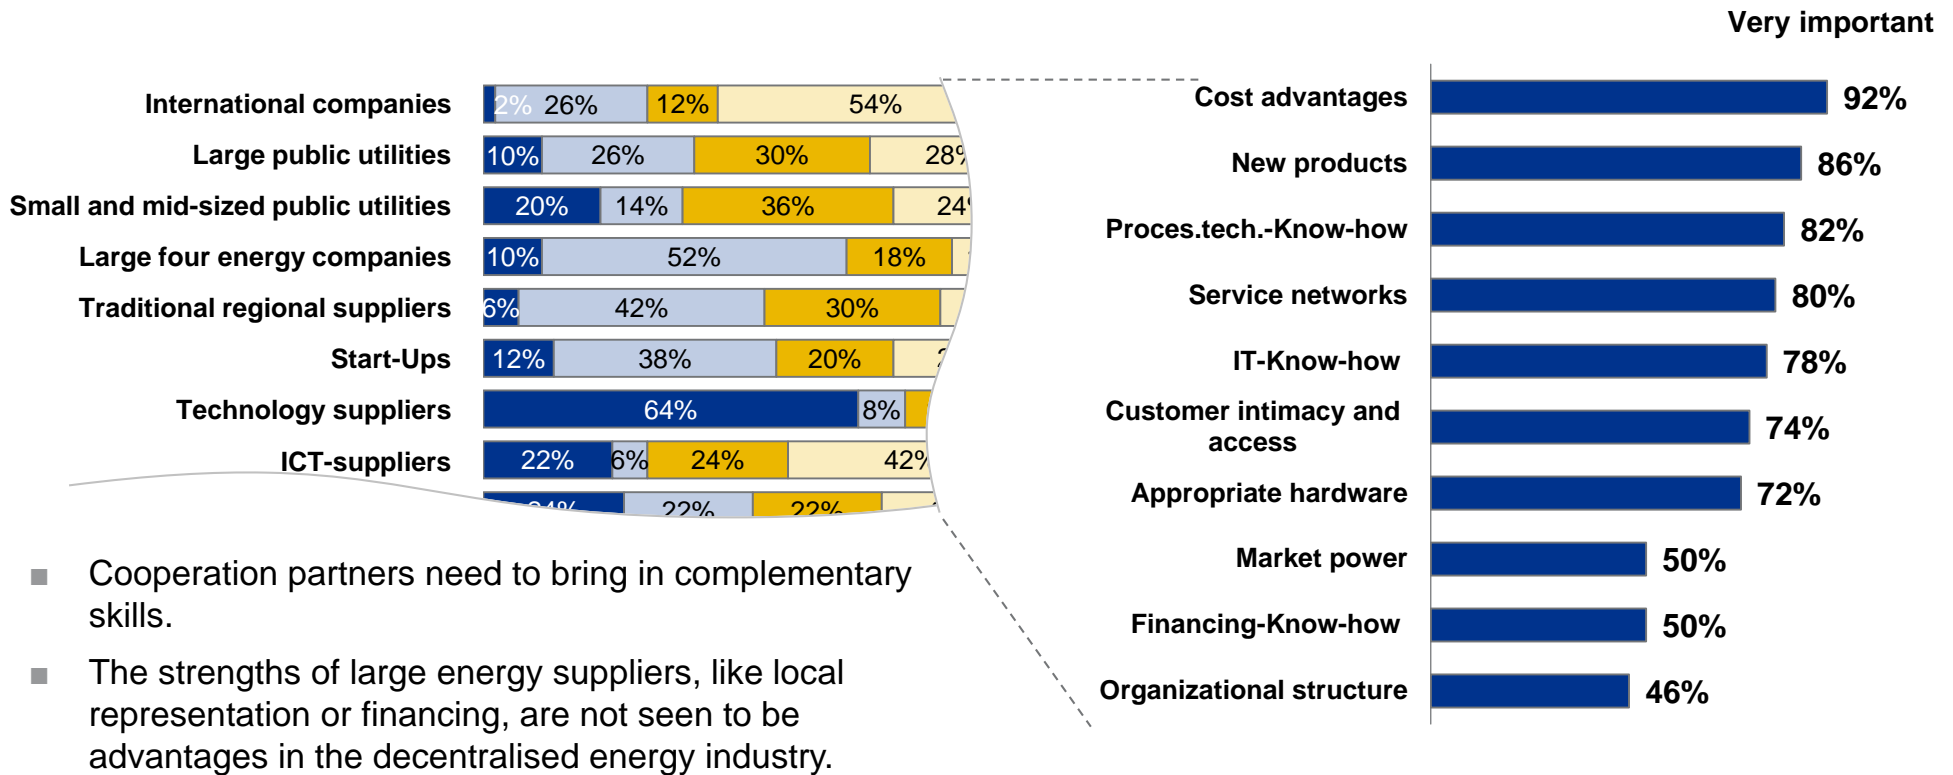 Very important
International companies 2% 26% 12% 54%
Large public utilities 10% 26% 30% 28%
Small and mid-sized public utilities 20% 14% 36% 24%
Large four energy companies 10% 52% 18%
Traditional regional suppliers 6% 42% 30%
Start-Ups 12% 38% 20%
Technology suppliers 64% 8%
ICT-suppliers 22% 6% 24% 42%
22% 22%
Cost advantages 92%
New products 86%
Proces.tech.-Know-how 82%
Service networks 80%
IT-Know-how 78%
Customer intimacy and
access 74%
Appropriate hardware 72%
Market power 50%
Financing-Know-how 50%
Organizational structure 46%
■ Cooperation partners need to bring in complementary
skills.
■ The strengths of large energy suppliers, like local
representation or financing, are not seen to be
advantages in the decentralised energy industry.